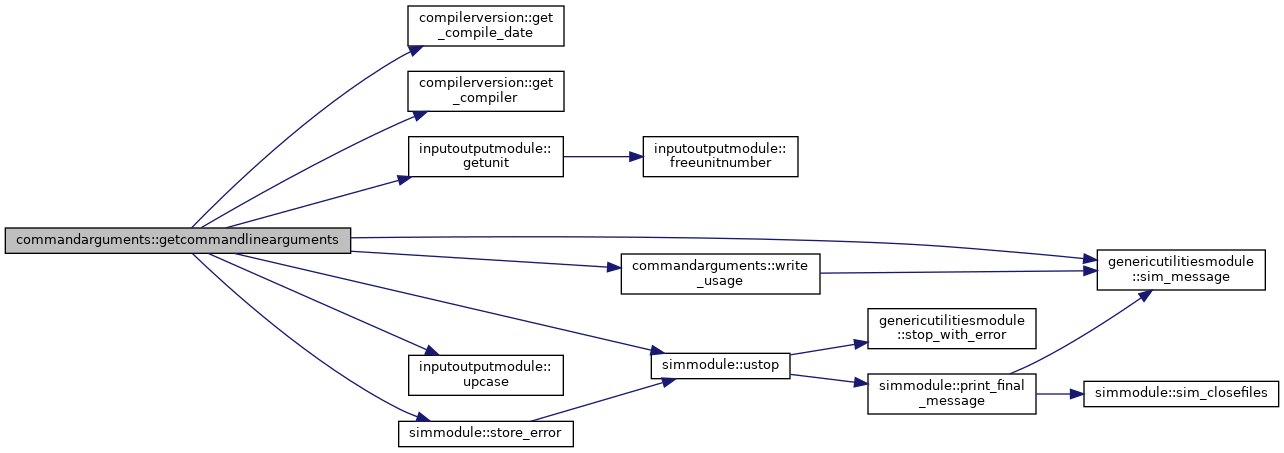 compilerversion::get
_compile_date
compilerversion::get
_compiler
inputoutputmodule::
getunit
inputoutputmodule::
freeunitnumber
commandarguments::getcommandlinearguments
commandarguments::write
_usage
genericutilitiesmodule
::sim_message
genericutilitiesmodule
::stop_with_error
simmodule::ustop
inputoutputmodule::
upcase
simmodule::print_final
_message
simmodule::sim_closefiles
simmodule::store_error